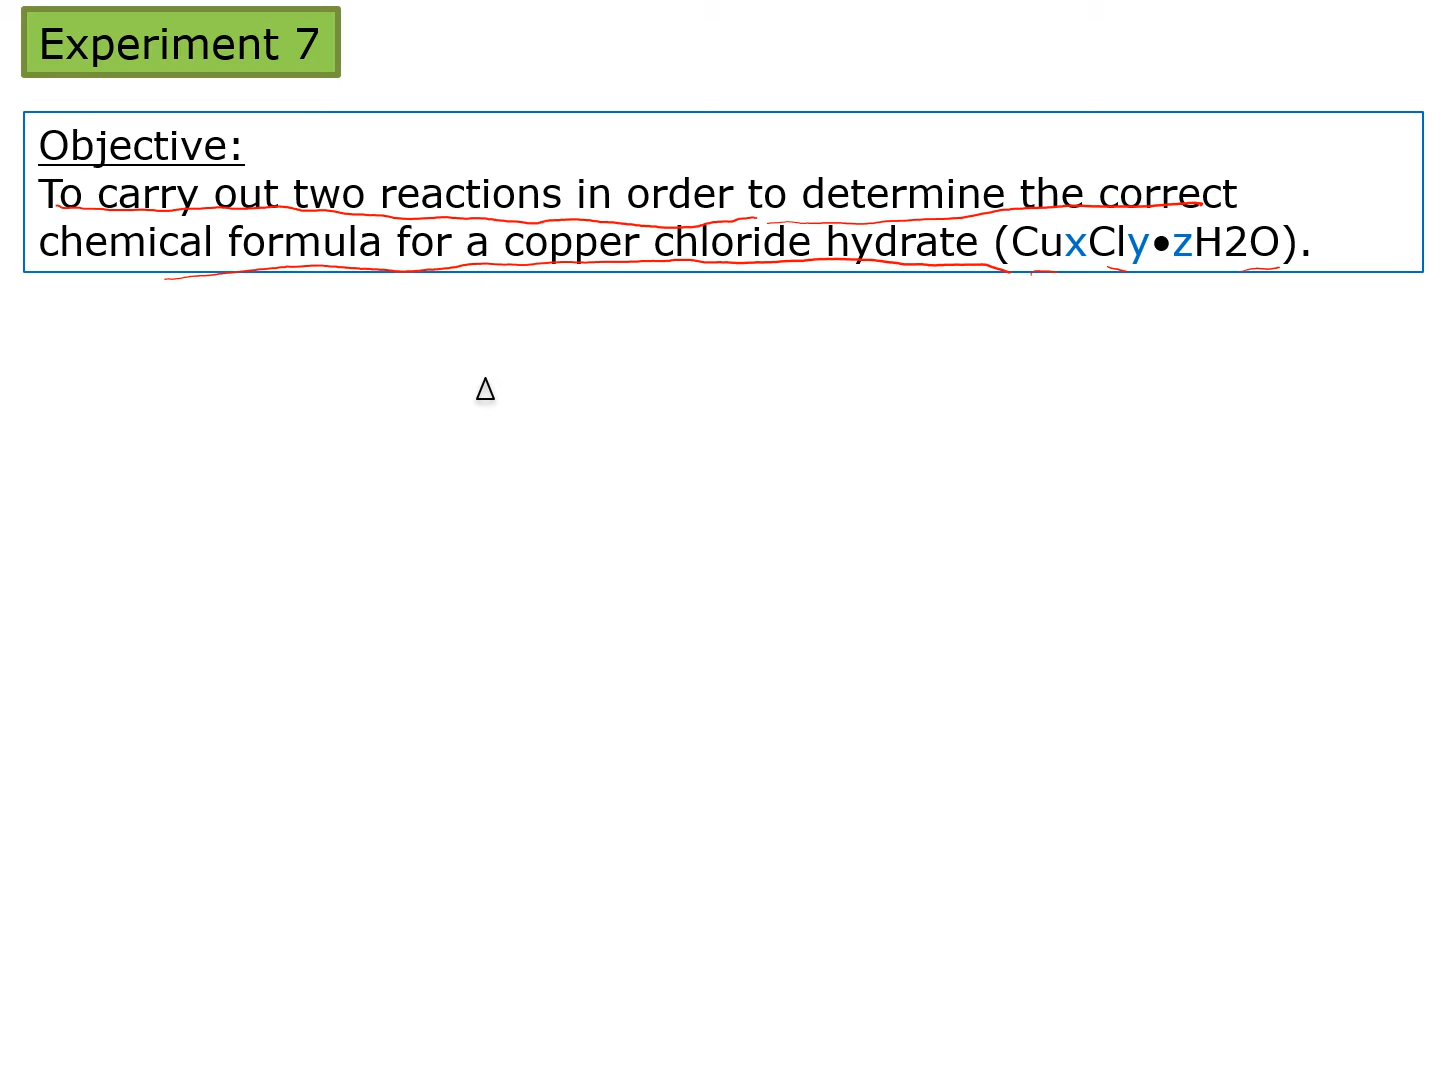 Experiment 7
Objective:
To carry out two reactions in order to determine the correct
chemical formula for a copper chloride hydrate (CuxCly•zH2O).
Δ